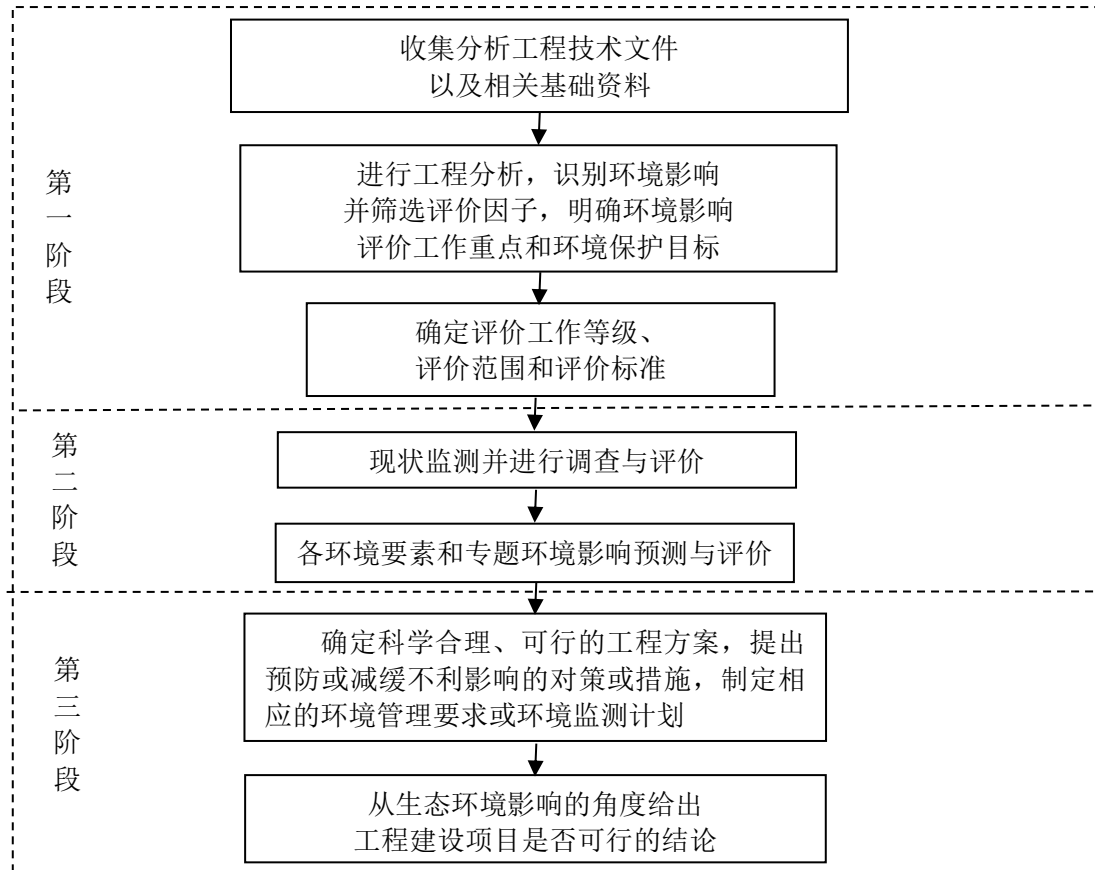 收集分析工程技术文件
以及相关基础资料
第一阶段
进行工程分析，识别环境影响
并筛选评价因子，明确环境影响
评价工作重点和环境保护目标
确定评价工作等级、
评价范围和评价标准
第二阶段
现状监测并进行调查与评价
各环境要素和专题环境影响预测与评价
第三阶段
确定科学合理、可行的工程方案，提出
预防或减缓不利影响的对策或措施，制定相
应的环境管理要求或环境监测计划
从生态环境影响的角度给出
工程建设项目是否可行的结论